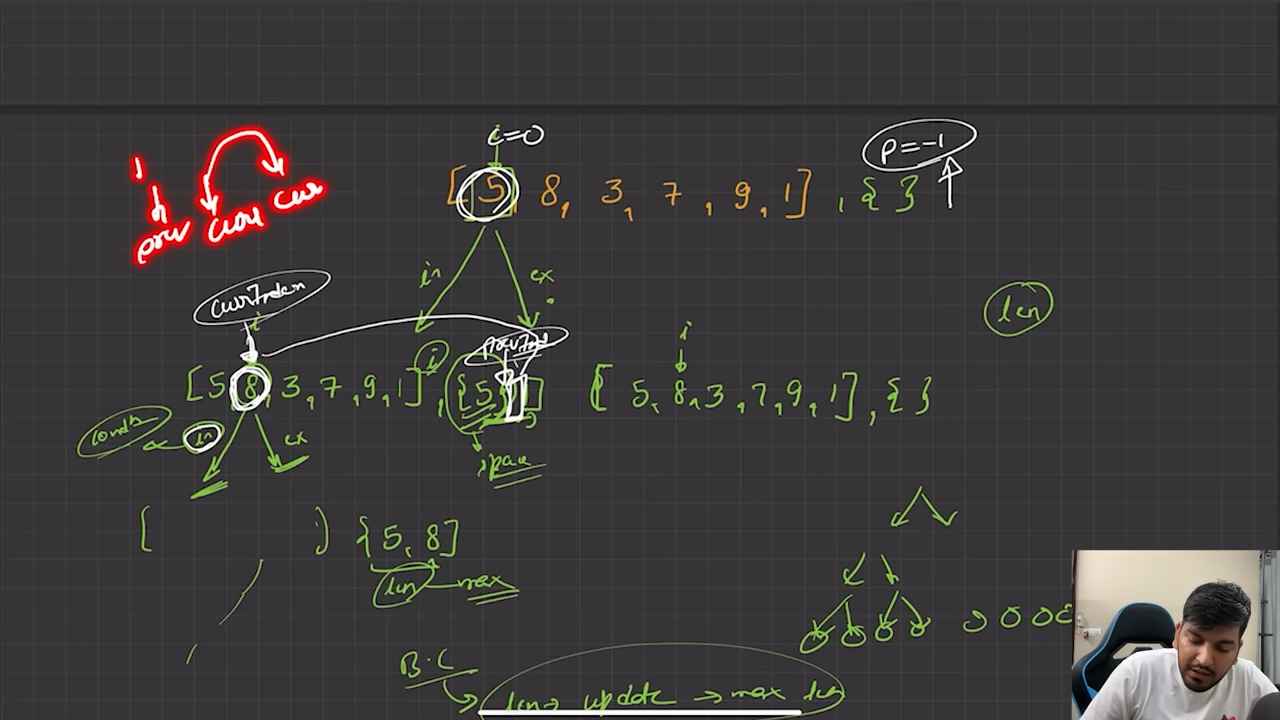 i=0
P=-1
[5, 8, 3, 7, 9, 1], { }
prev curr curr
in ex
currIndex
i
len
[5, 8, 3, 7, 9, 1], {5}
i
[5, 8, 3, 7, 9, 1], { }
in ex
space
[ ) {5, 8]
len max
B.C
len update max len